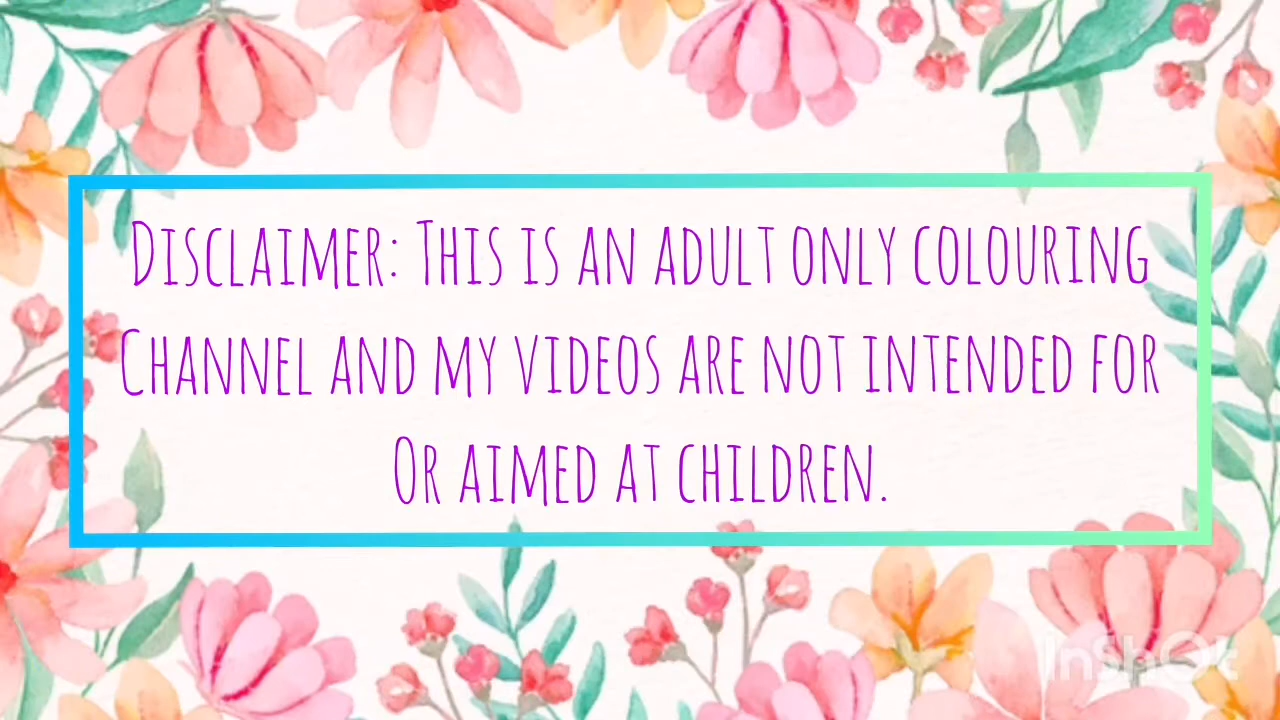 Disclaimer: This is an adult only colouring
Channel and my videos are not intended for
Or aimed at children.
InShOt